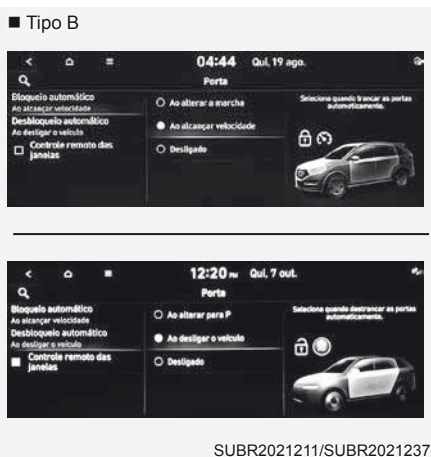 ■ Tipo B
04:44 Qui, 19 ago.
Porta
Bloqueio automático
Ao alcançar velocidade
Desbloqueio automático
Ao desligar o veículo
Controle remoto das
janelas
Ao alterar a marcha
Ao alcançar velocidade
Desligado
Selecione quando trancar as portas
automaticamente.
12:20 PM Qui, 7 out.
Porta
Bloqueio automático
Ao alcançar velocidade
Desbloqueio automático
Ao desligar o veículo
Controle remoto das
janelas
Ao alterar para P
Ao desligar o veículo
Desligado
Selecione quando destrancar as portas
automaticamente.
SUBR2021211/SUBR2021237